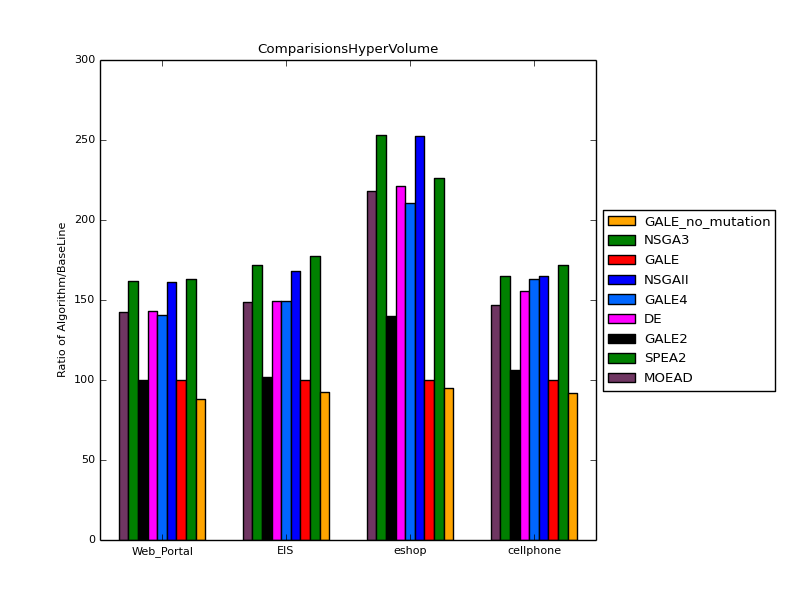 ComparisionsHyperVolume
Ratio of Algorithm/BaseLine
300
250
200
150
100
50
0
Web_Portal
EIS
eshop
cellphone
GALE_no_mutation
NSGA3
GALE
NSGAII
GALE4
DE
GALE2
SPEA2
MOEAD